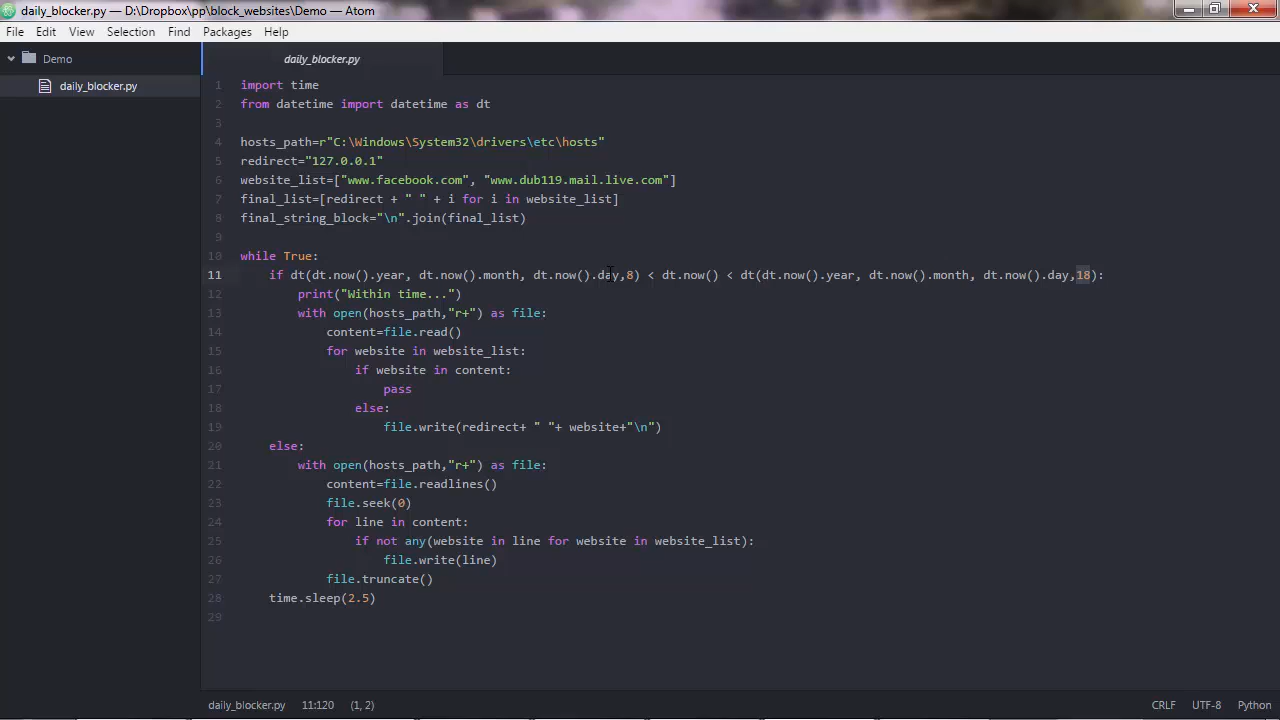 daily_blocker.py — D:\Dropbox\pp\block_websites\Demo — Atom
File Edit View Selection Find Packages Help
Demo
daily_blocker.py
daily_blocker.py
1 import time
2 from datetime import datetime as dt
3
4 hosts_path=r"C:\Windows\System32\drivers\etc\hosts"
5 redirect="127.0.0.1"
6 website_list=["www.facebook.com", "www.dub119.mail.live.com"]
7 final_list=[redirect + " " + i for i in website_list]
8 final_string_block="\n".join(final_list)
9
10 while True:
11 if dt(dt.now().year, dt.now().month, dt.now().day,8) < dt.now() < dt(dt.now().year, dt.now().month, dt.now().day,18):
12 print("Within time...")
13 with open(hosts_path,"r+") as file:
14 content=file.read()
15 for website in website_list:
16 if website in content:
17 pass
18 else:
19 file.write(redirect+ " "+ website+"\n")
20 else:
21 with open(hosts_path,"r+") as file:
22 content=file.readlines()
23 file.seek(0)
24 for line in content:
25 if not any(website in line for website in website_list):
26 file.write(line)
27 file.truncate()
28 time.sleep(2.5)
29
daily_blocker.py 11:120 (1, 2) CRLF UTF-8 Python